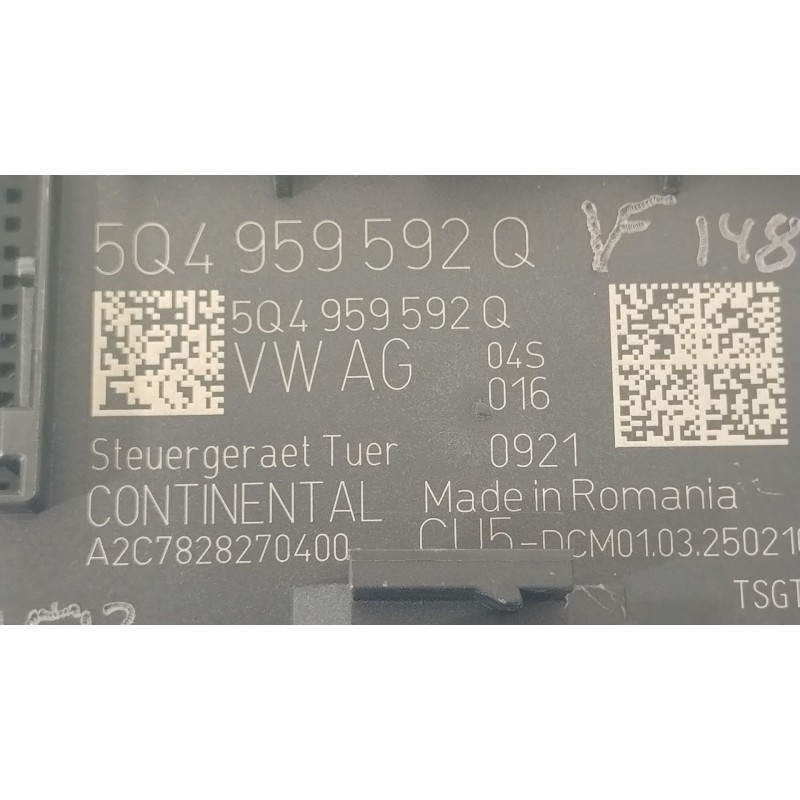 5Q4 959 592 Q VF 148
5Q4 959 592 Q
VW AG 04S
016
Steuergeraet Tuer 0921
CONTINENTAL Made in Romania
A2C7828270400 CU5-DCM01.03.250210
TSGT